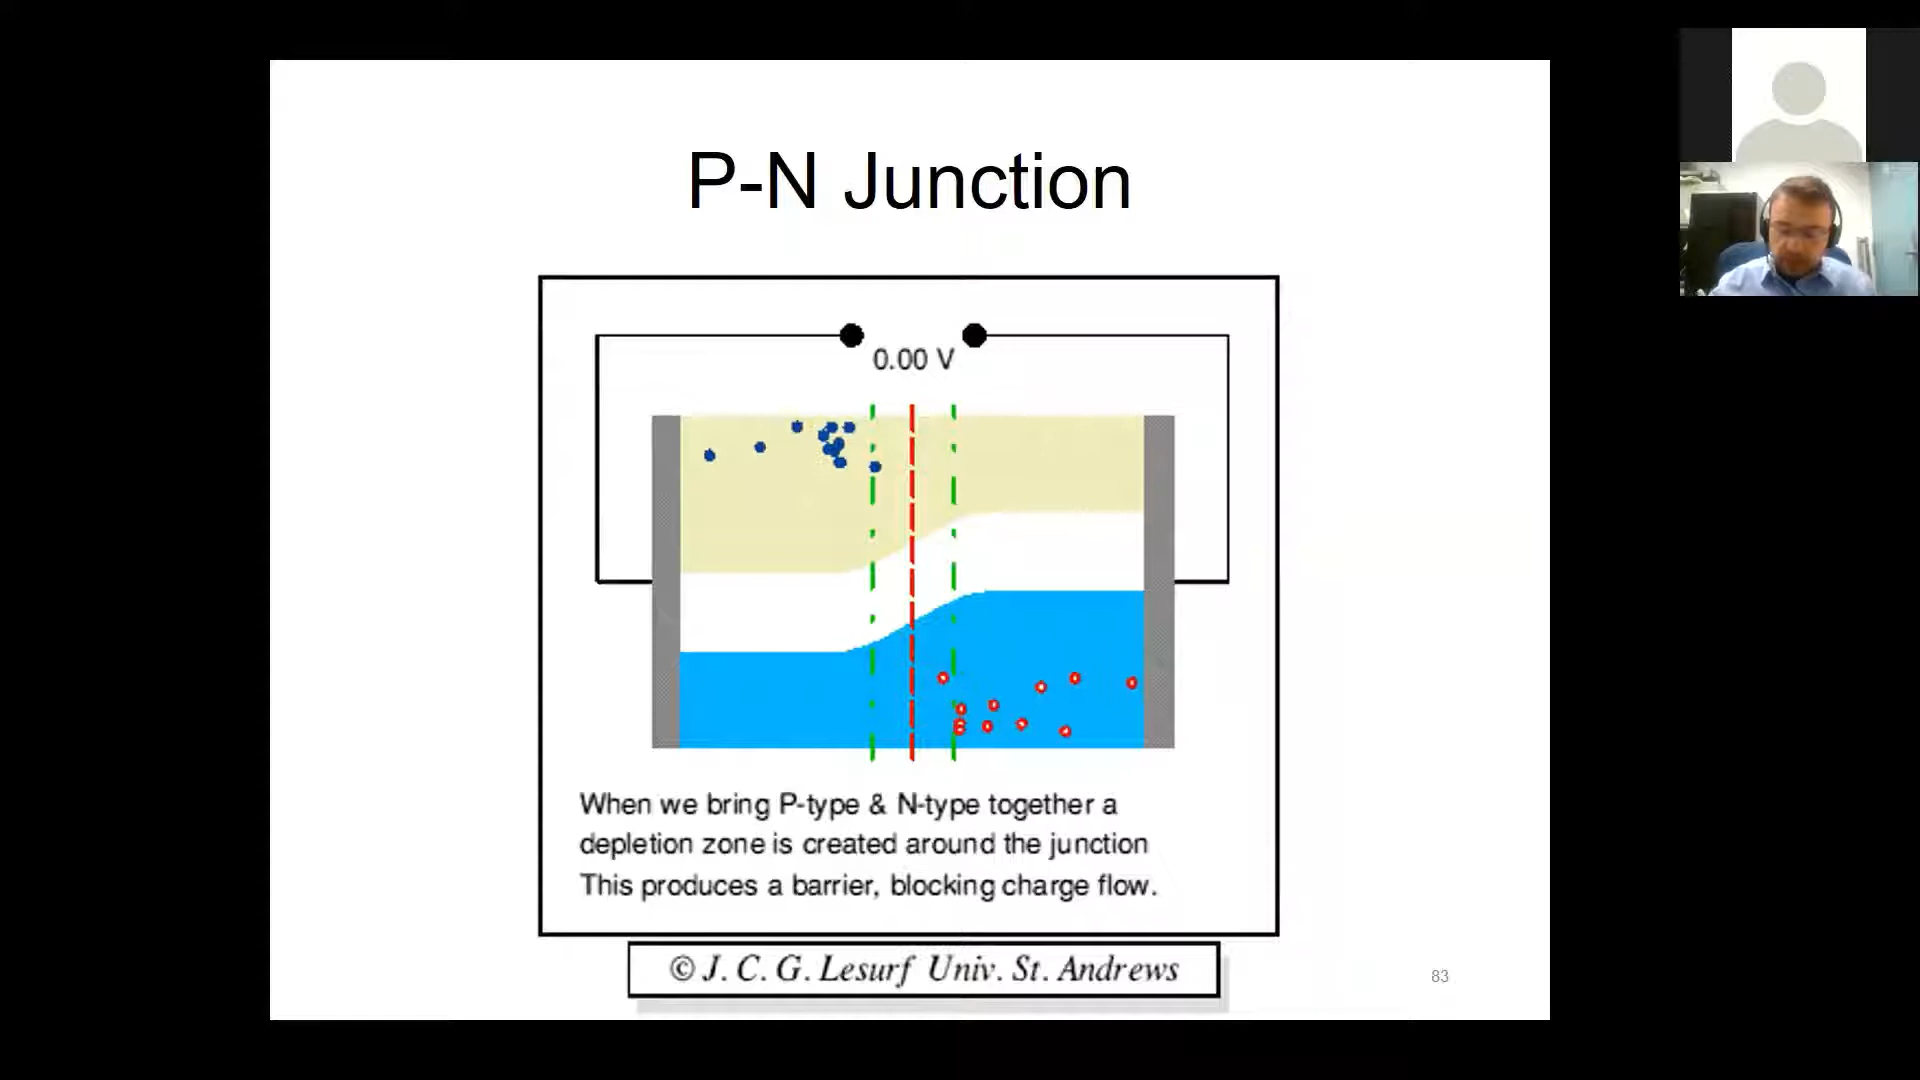 P-N Junction
0.00 V
When we bring P-type & N-type together a
depletion zone is created around the junction
This produces a barrier, blocking charge flow.
© J. C. G. Lesurf Univ. St. Andrews
83